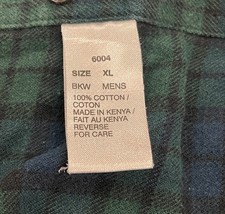 6004
SIZE XL
BKW MENS
100% COTTON /
COTON
MADE IN KENYA /
FAIT AU KENYA
REVERSE
FOR CARE